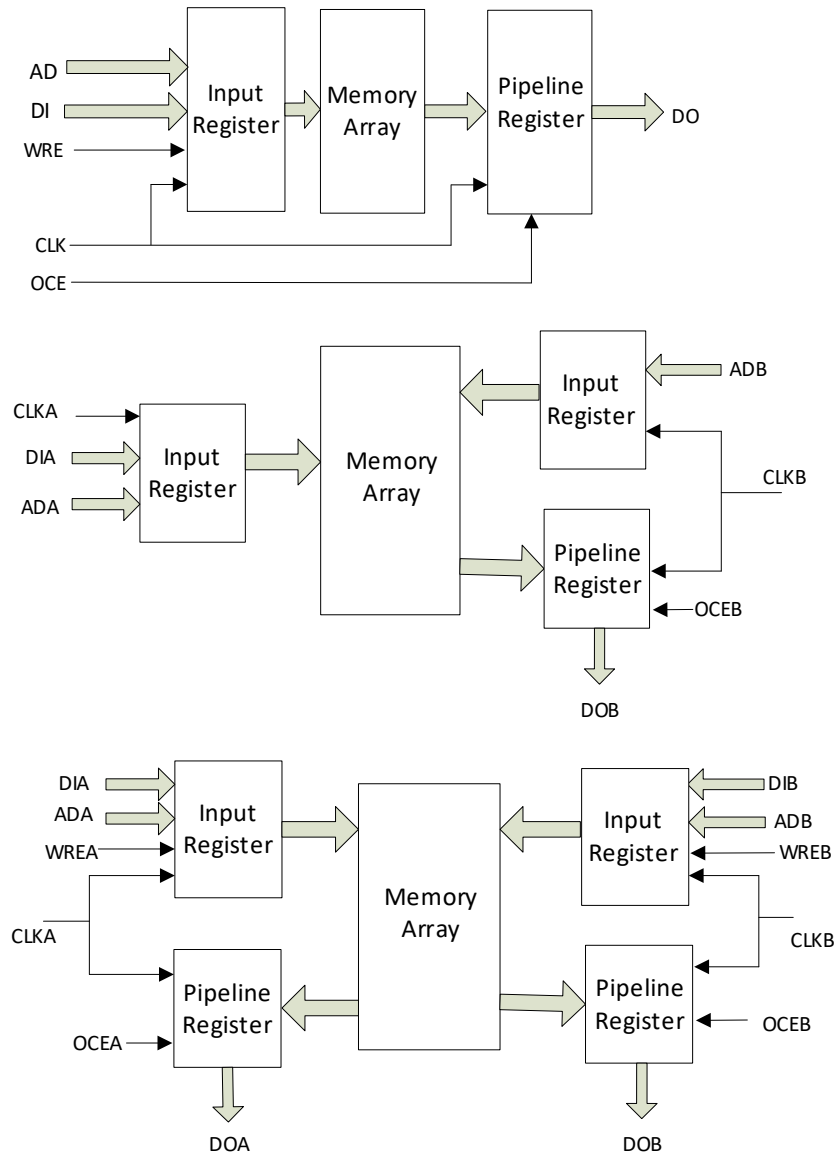 AD
DI
WRE
CLK
OCE
Input
Register
Memory
Array
Pipeline
Register
DO
CLKA
DIA
ADA
Input
Register
Memory
Array
Input
Register
ADB
CLKB
Pipeline
Register
OCEB
DOB
DIA
ADA
WREA
CLKA
OCEA
Input
Register
Pipeline
Register
DOA
Memory
Array
Input
Register
DIB
ADB
WREB
CLKB
Pipeline
Register
OCEB
DOB